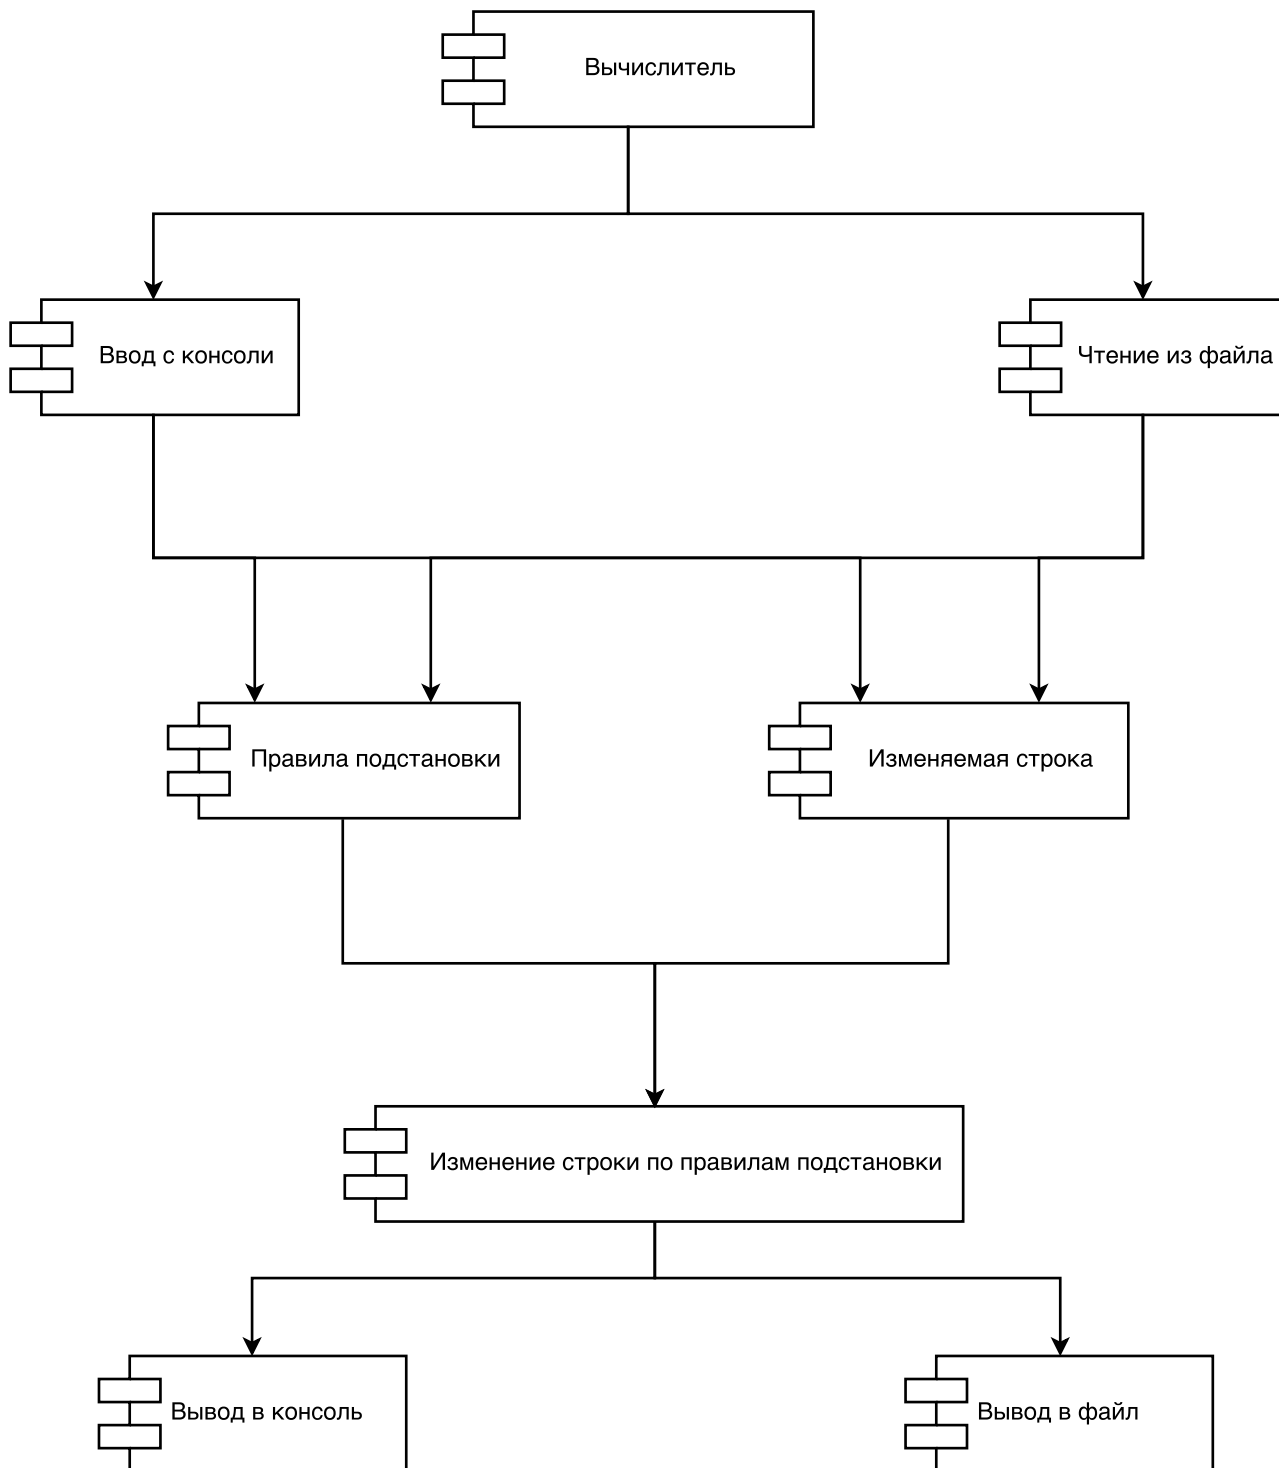 Вычислитель
Ввод с консоли
Чтение из файла
Правила подстановки
Изменяемая строка
Изменение строки по правилам подстановки
Вывод в консоль
Вывод в файл